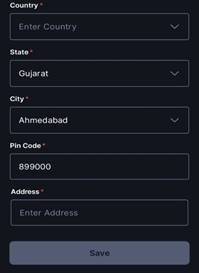 Country *
Enter Country
State *
Gujarat
City *
Ahmedabad
Pin Code *
899000
Address *
Enter Address
Save